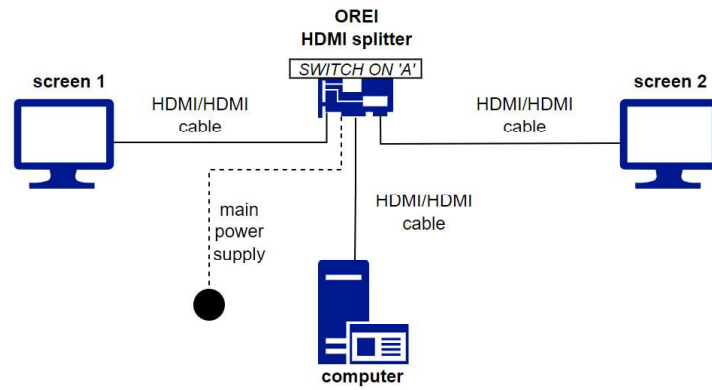 OREI
HDMI splitter
SWITCH ON 'A'
screen 1
screen 2
HDMI/HDMI
cable
HDMI/HDMI
cable
HDMI/HDMI
cable
main
power
supply
computer